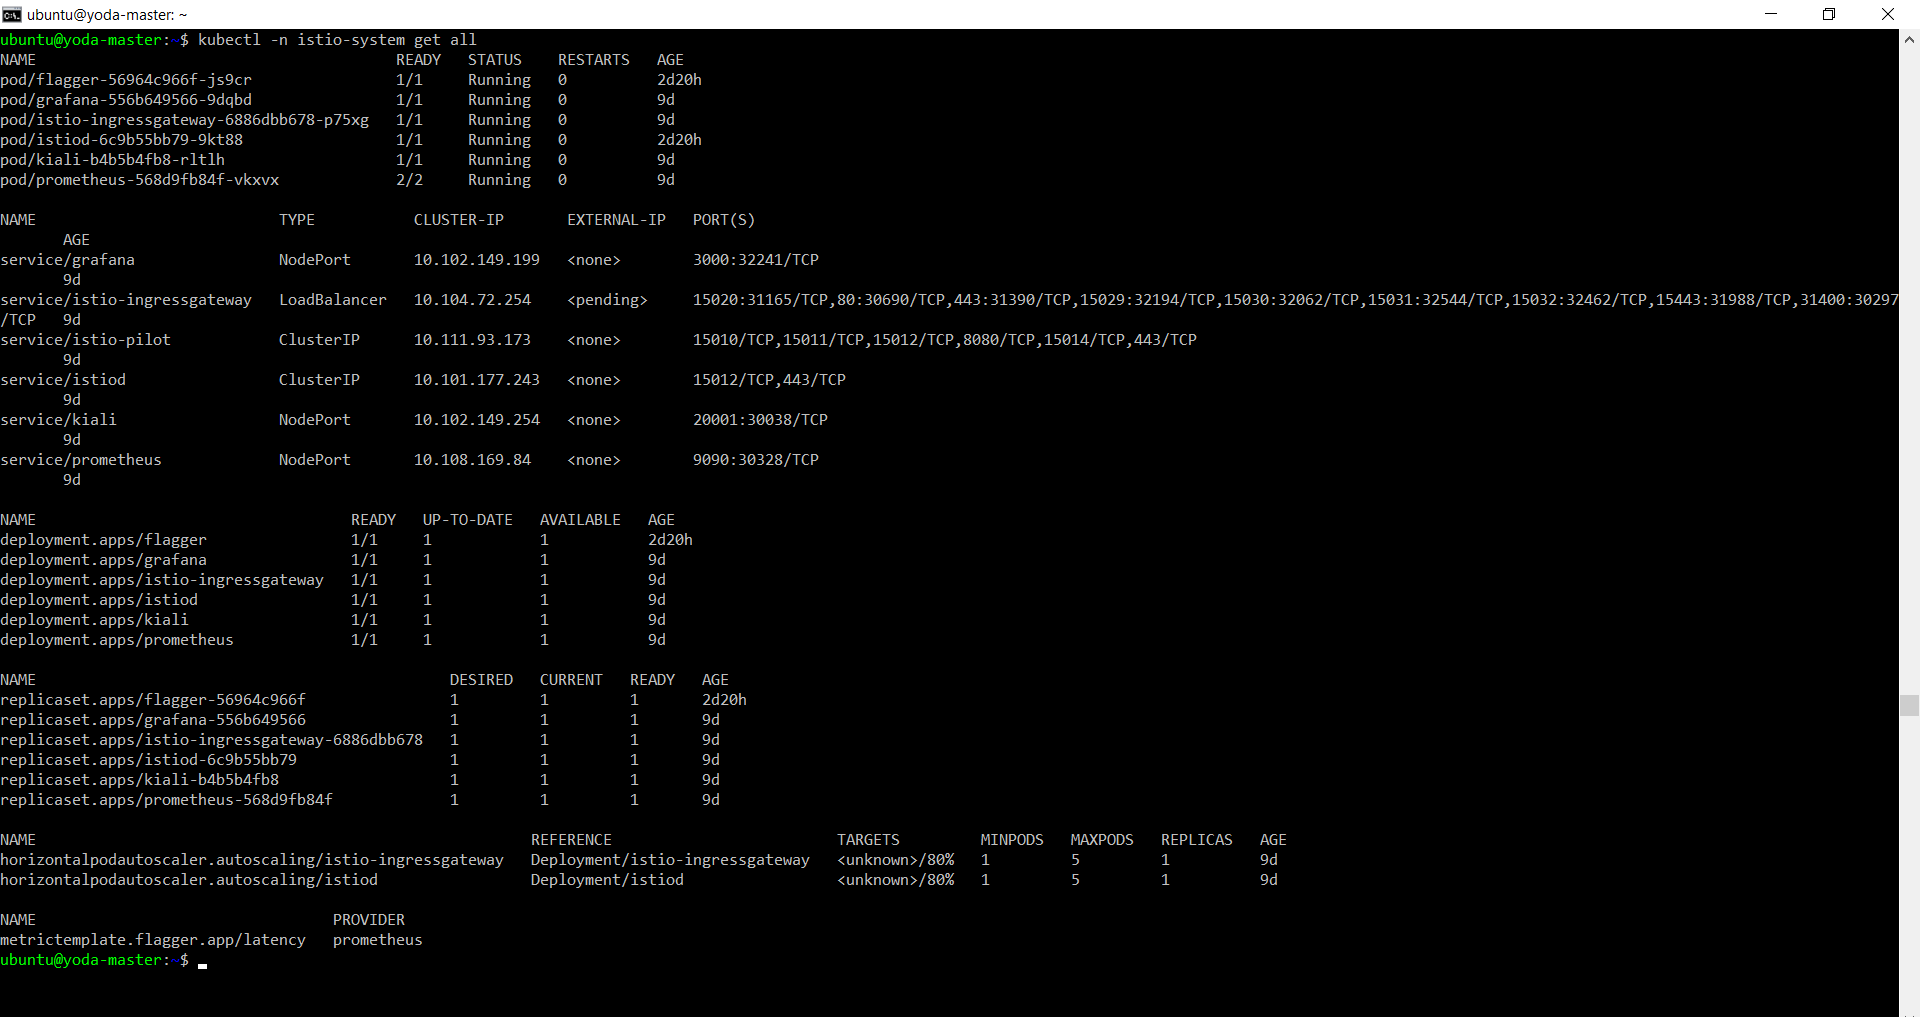 ubuntu@yoda-master: ~
ubuntu@yoda-master:~$ kubectl -n istio-system get all
NAME                                        READY   STATUS    RESTARTS   AGE
pod/flagger-56964c966f-js9cr                1/1     Running   0          2d20h
pod/grafana-556b649566-9dqbd                1/1     Running   0          9d
pod/istio-ingressgateway-6886dbb678-p75xg   1/1     Running   0          9d
pod/istiod-6c9b55bb79-9kt88                 1/1     Running   0          2d20h
pod/kiali-b4b5b4fb8-rltlh                   1/1     Running   0          9d
pod/prometheus-568d9fb84f-vkxvx             2/2     Running   0          9d
NAME                           TYPE           CLUSTER-IP       EXTERNAL-IP   PORT(S)
       AGE
service/grafana                NodePort       10.102.149.199   <none>        3000:32241/TCP
       9d
service/istio-ingressgateway   LoadBalancer   10.104.72.254    <pending>     15020:31165/TCP,80:30690/TCP,443:31390/TCP,15029:32194/TCP,15030:32062/TCP,15031:32544/TCP,15032:32462/TCP,15443:31988/TCP,31400:30297
/TCP   9d
service/istio-pilot            ClusterIP      10.111.93.173    <none>        15010/TCP,15011/TCP,15012/TCP,8080/TCP,15014/TCP,443/TCP
       9d
service/istiod                 ClusterIP      10.101.177.243   <none>        15012/TCP,443/TCP
       9d
service/kiali                  NodePort       10.102.149.254   <none>        20001:30038/TCP
       9d
service/prometheus             NodePort       10.108.169.84    <none>        9090:30328/TCP
       9d
NAME                                   READY   UP-TO-DATE   AVAILABLE   AGE
deployment.apps/flagger                1/1     1            1           2d20h
deployment.apps/grafana                1/1     1            1           9d
deployment.apps/istio-ingressgateway   1/1     1            1           9d
deployment.apps/istiod                 1/1     1            1           9d
deployment.apps/kiali                  1/1     1            1           9d
deployment.apps/prometheus             1/1     1            1           9d
NAME                                              DESIRED   CURRENT   READY   AGE
replicaset.apps/flagger-56964c966f                1         1         1       2d20h
replicaset.apps/grafana-556b649566                1         1         1       9d
replicaset.apps/istio-ingressgateway-6886dbb678   1         1         1       9d
replicaset.apps/istiod-6c9b55bb79                 1         1         1       9d
replicaset.apps/kiali-b4b5b4fb8                   1         1         1       9d
replicaset.apps/prometheus-568d9fb84f             1         1         1       9d
NAME                                                       REFERENCE                         TARGETS         MINPODS   MAXPODS   REPLICAS   AGE
horizontalpodautoscaler.autoscaling/istio-ingressgateway   Deployment/istio-ingressgateway   <unknown>/80%   1         5         1          9d
horizontalpodautoscaler.autoscaling/istiod                 Deployment/istiod                 <unknown>/80%   1         5         1          9d
NAME                                 PROVIDER
metrictemplate.flagger.app/latency   prometheus
ubuntu@yoda-master:~$